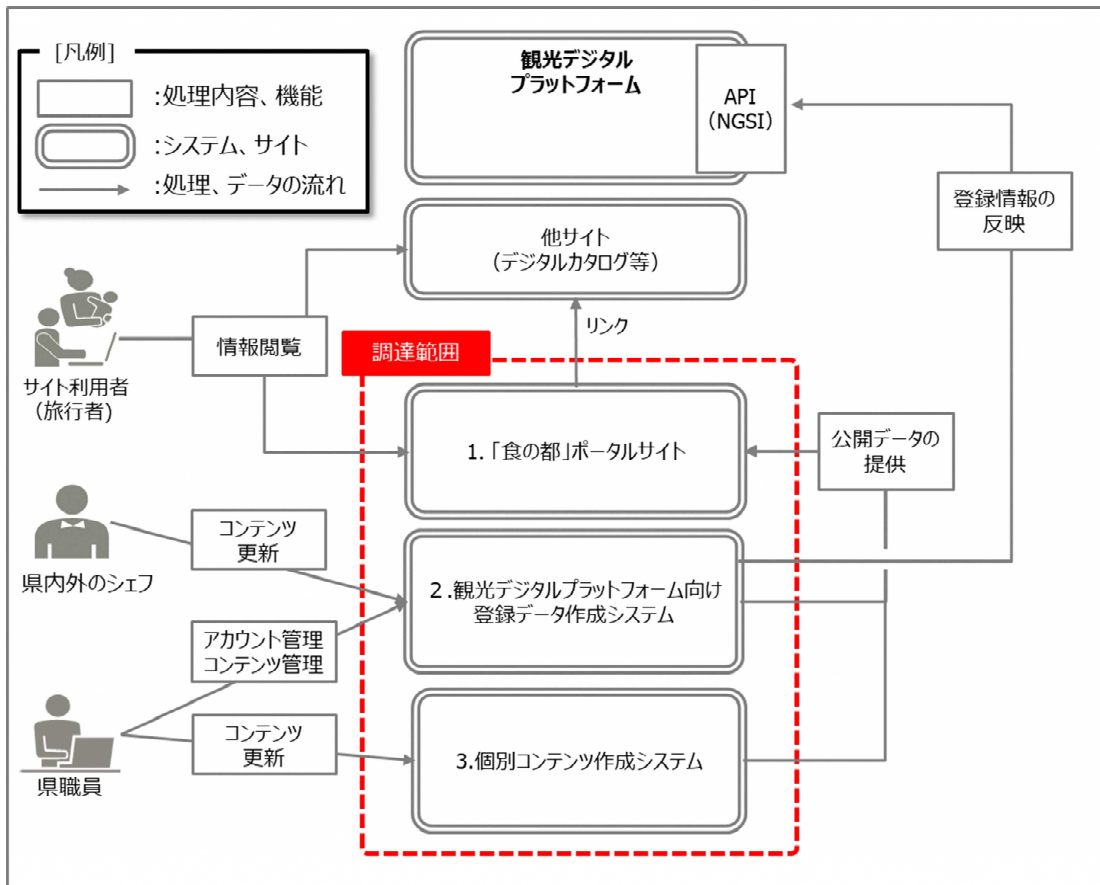 [凡例]
:処理内容、機能
:システム、サイト
:処理、データの流れ
観光デジタル
プラットフォーム
API
（NGSI）
登録情報の
反映
他サイト
（デジタルカタログ等）
リンク
情報閲覧
調達範囲
サイト利用者
（旅行者)
1.「食の都」ポータルサイト
公開データの
提供
コンテンツ
更新
県内外のシェフ
2.観光デジタルプラットフォーム向け
登録データ作成システム
アカウント管理
コンテンツ管理
コンテンツ
更新
県職員
3.個別コンテンツ作成システム